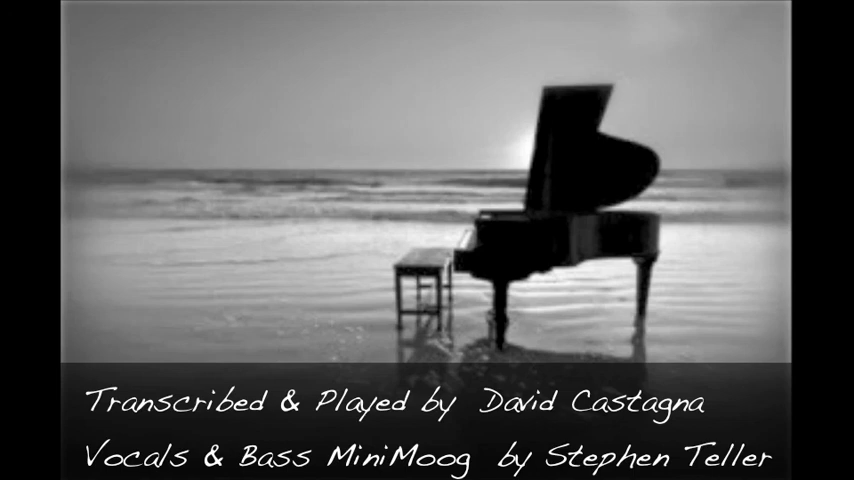 Transcribed & Played by David Castagna
Vocals & Bass MiniMoog by Stephen Teller